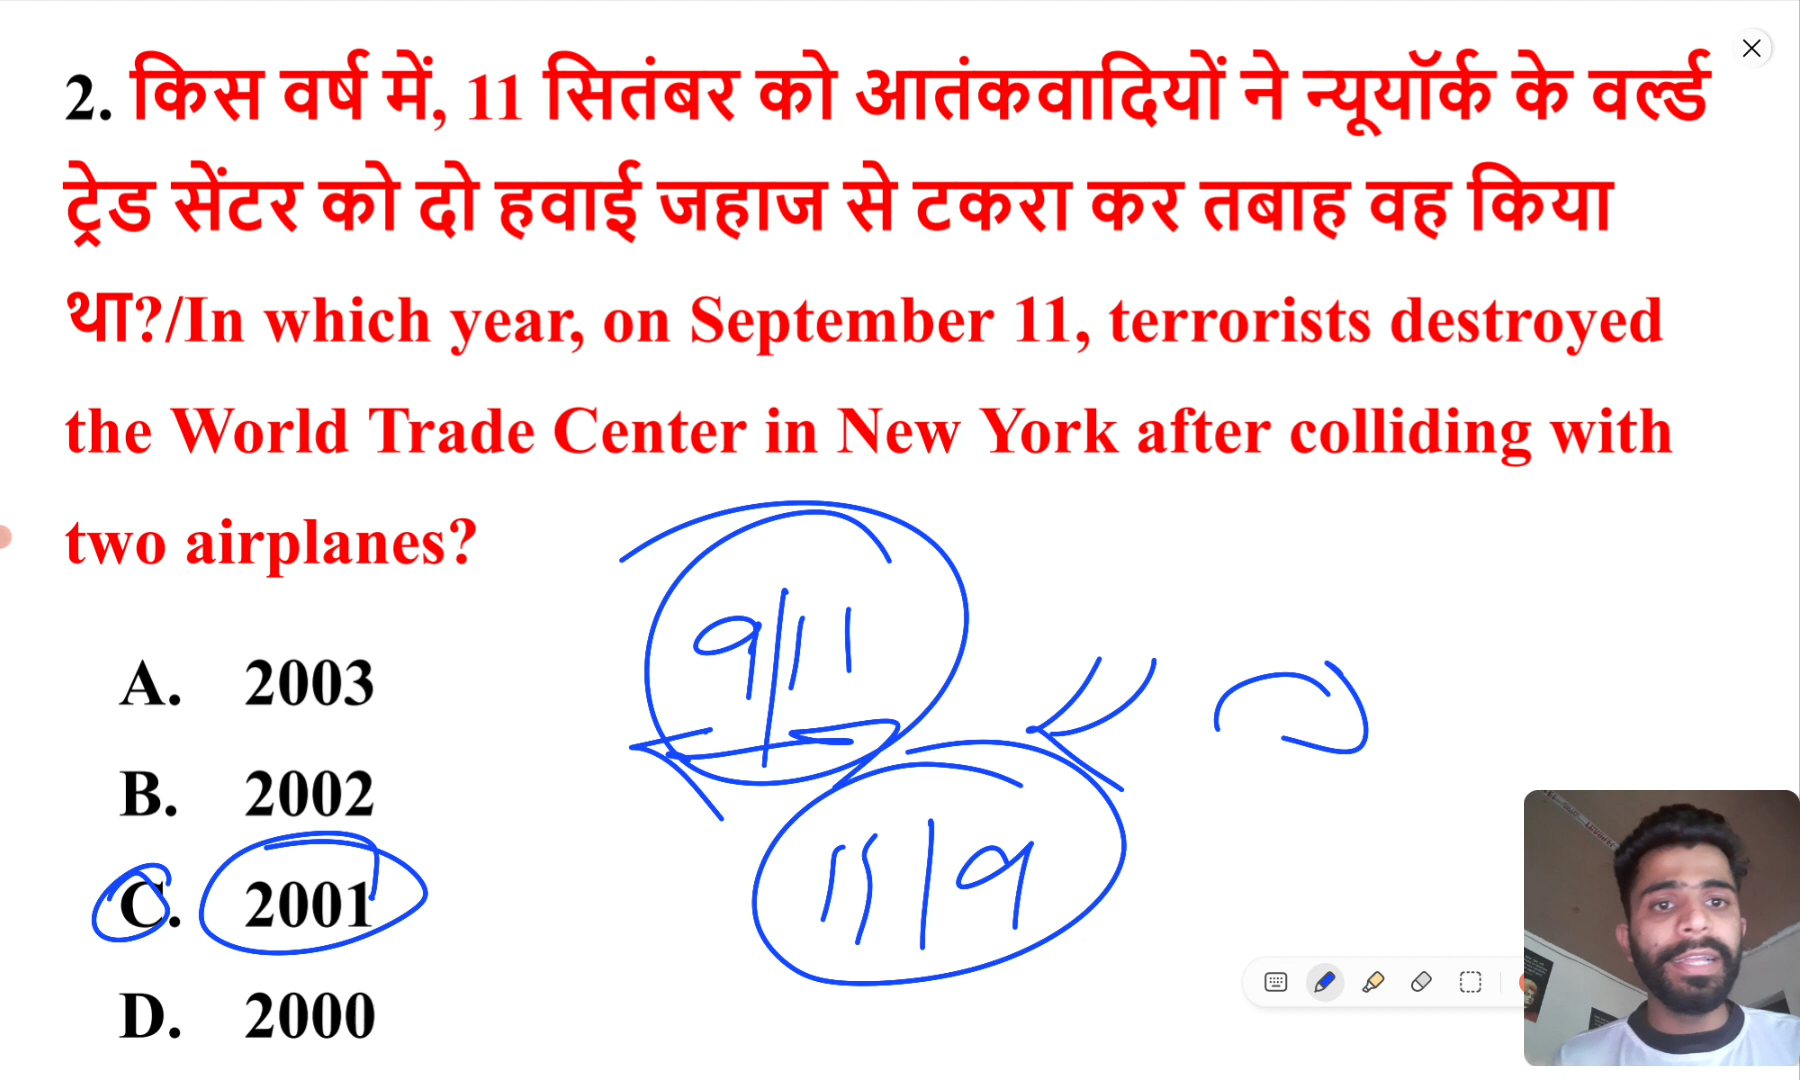 2. किस वर्ष में, 11 सितंबर को आतंकवादियों ने न्यूयॉर्क के वर्ल्ड
ट्रेड सेंटर को दो हवाई जहाज से टकरा कर तबाह वह किया
था?/In which year, on September 11, terrorists destroyed
the World Trade Center in New York after colliding with
two airplanes?
9/11
A. 2003
B. 2002
11/9
C. 2001
D. 2000